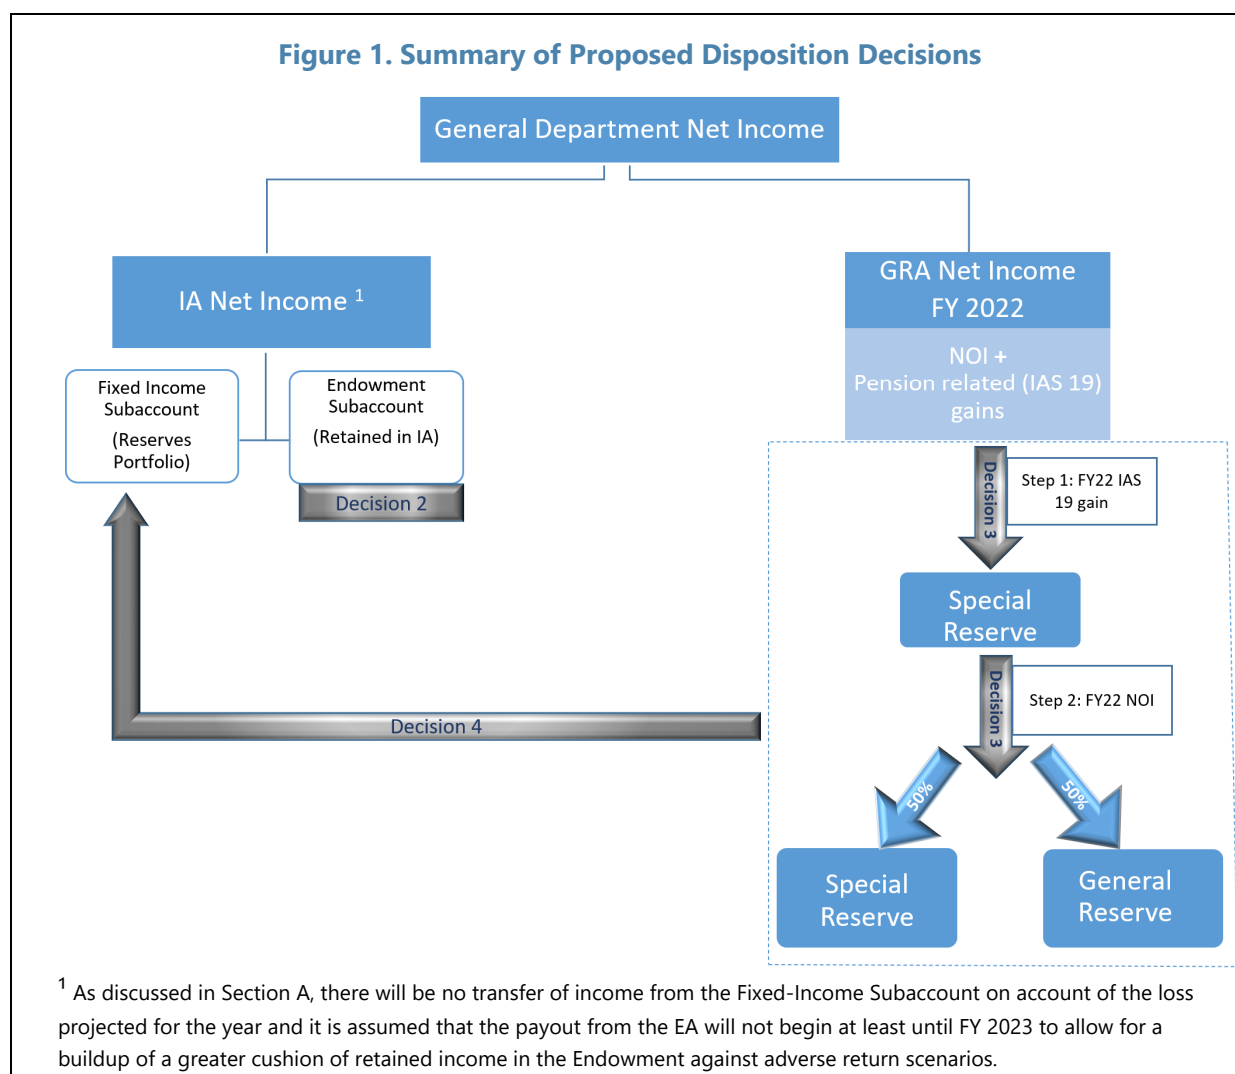 Figure 1. Summary of Proposed Disposition Decisions
General Department Net Income
IA Net Income 1
GRA Net Income
FY 2022
NOI +
Pension related (IAS 19)
gains
Fixed Income
Subaccount
(Reserves
Portfolio)
Endowment
Subaccount
(Retained in IA)
Decision 2
Decision 3
Step 1: FY22 IAS
19 gain
Special
Reserve
Decision 3
Step 2: FY22 NOI
Decision 4
50%
50%
Special
Reserve
General
Reserve
1 As discussed in Section A, there will be no transfer of income from the Fixed-Income Subaccount on account of the loss
projected for the year and it is assumed that the payout from the EA will not begin at least until FY 2023 to allow for a
buildup of a greater cushion of retained income in the Endowment against adverse return scenarios.